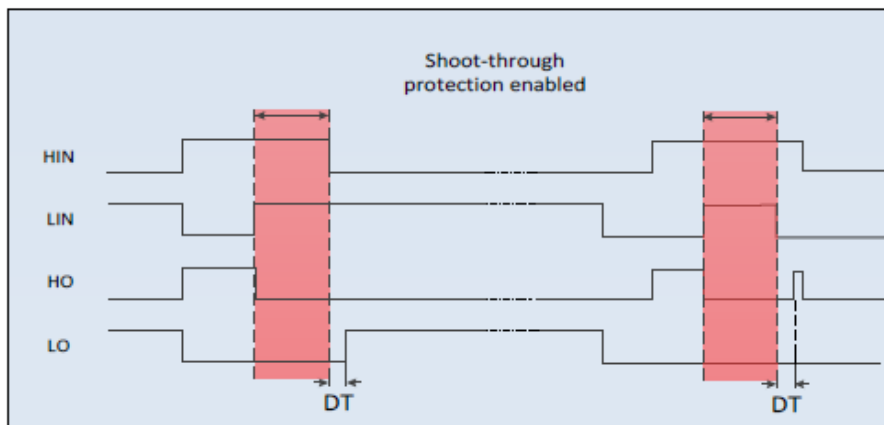 Shoot-through
protection enabled
HIN
LIN
HO
LO
DT
DT